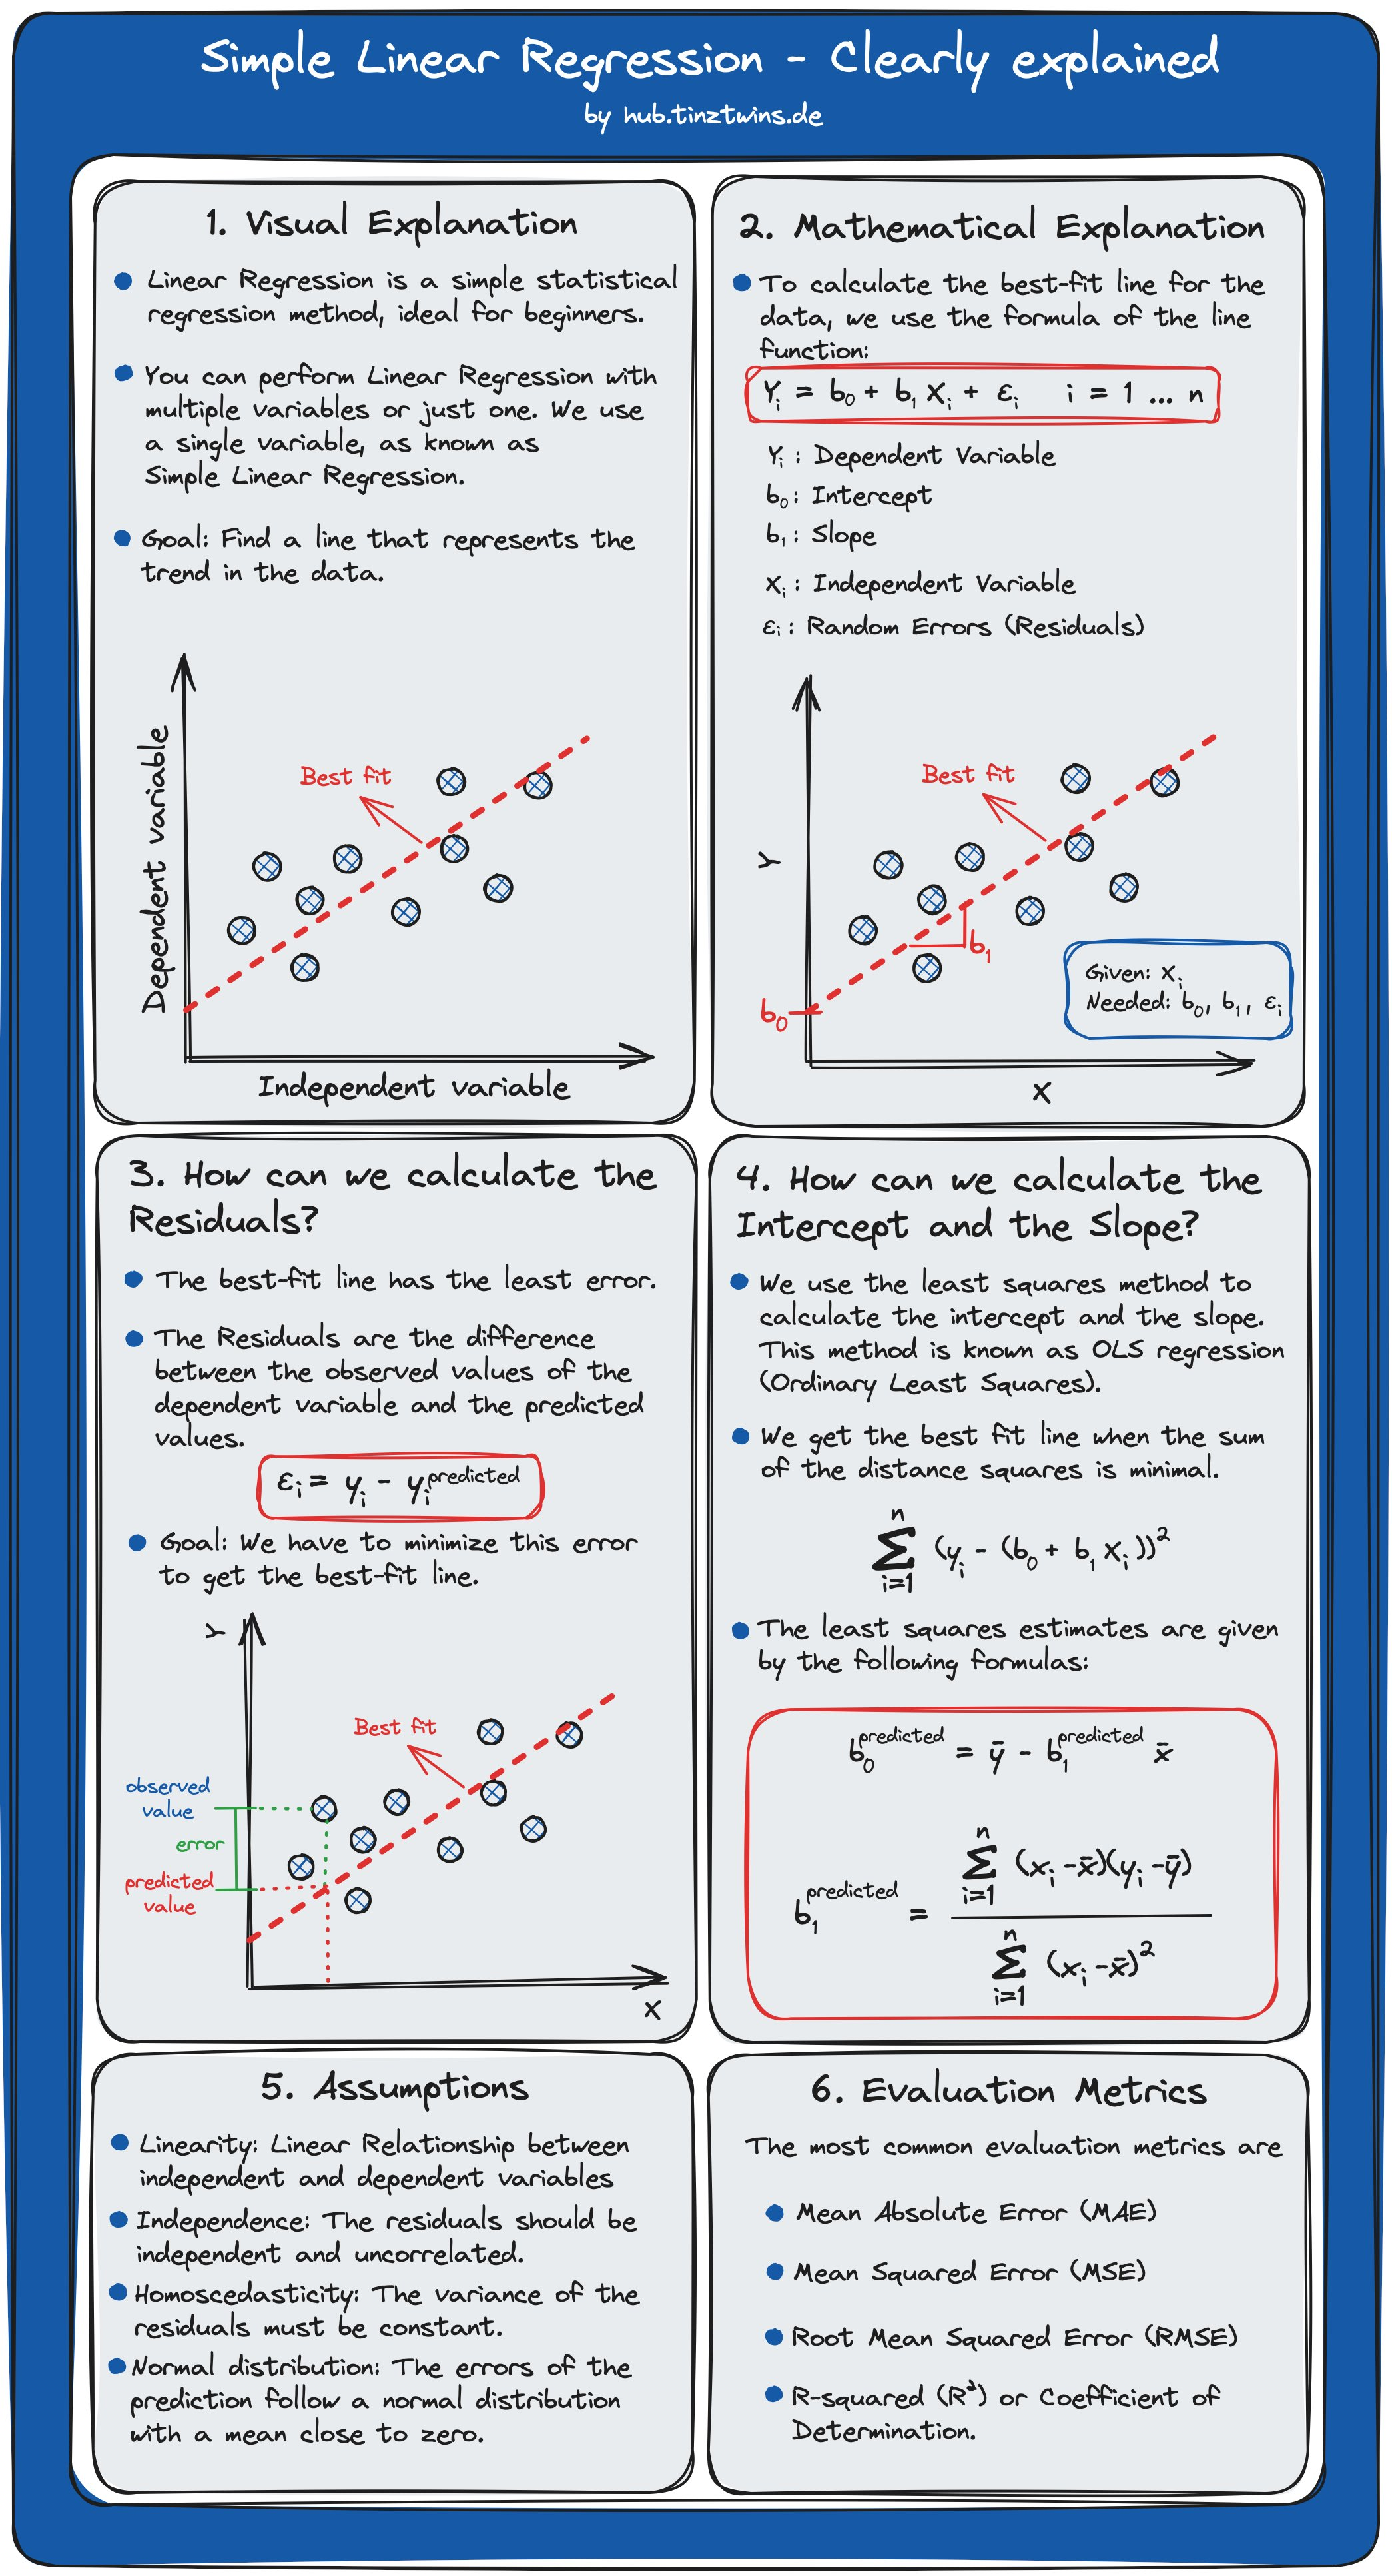 Simple Linear Regression - Clearly explained
by hub.tinztwins.de
1. Visual Explanation
Linear Regression is a simple statistical
regression method, ideal for beginners.
You can perform Linear Regression with
multiple variables or just one. We use
a single variable, as known as
Simple Linear Regression.
Goal: Find a line that represents the
trend in the data.
Dependent variable
Best fit
Independent variable
2. Mathematical Explanation
To calculate the best-fit line for the
data, we use the formula of the line
function:
Yᵢ = b₀ + b₁ Xᵢ + εᵢ i = 1 ... n
Yᵢ : Dependent Variable
b₀ : Intercept
b₁ : Slope
Xᵢ : Independent Variable
εᵢ : Random Errors (Residuals)
Best fit
Y
b₁
Given: xᵢ
Needed: b₀, b₁, εᵢ
b₀
X
3. How can we calculate the
Residuals?
The best-fit line has the least error.
The Residuals are the difference
between the observed values of the
dependent variable and the predicted
values.
εᵢ = yᵢ - yᵢ^predicted
Goal: We have to minimize this error
to get the best-fit line.
Y
Best fit
observed
value
error
predicted
value
X
4. How can we calculate the
Intercept and the Slope?
We use the least squares method to
calculate the intercept and the slope.
This method is known as OLS regression
(Ordinary Least Squares).
We get the best fit line when the sum
of the distance squares is minimal.
n
Σ (yᵢ - (b₀ + b₁ xᵢ))²
i=1
The least squares estimates are given
by the following formulas:
b₀^predicted = ȳ - b₁^predicted x̄
n
Σ (xᵢ - x̄)(yᵢ - ȳ)
i=1
b₁^predicted =
n
Σ (xᵢ - x̄)²
i=1
5. Assumptions
Linearity: Linear Relationship between
independent and dependent variables
Independence: The residuals should be
independent and uncorrelated.
Homoscedasticity: The variance of the
residuals must be constant.
Normal distribution: The errors of the
prediction follow a normal distribution
with a mean close to zero.
6. Evaluation Metrics
The most common evaluation metrics are
Mean Absolute Error (MAE)
Mean Squared Error (MSE)
Root Mean Squared Error (RMSE)
R-squared (R²) or Coefficient of
Determination.